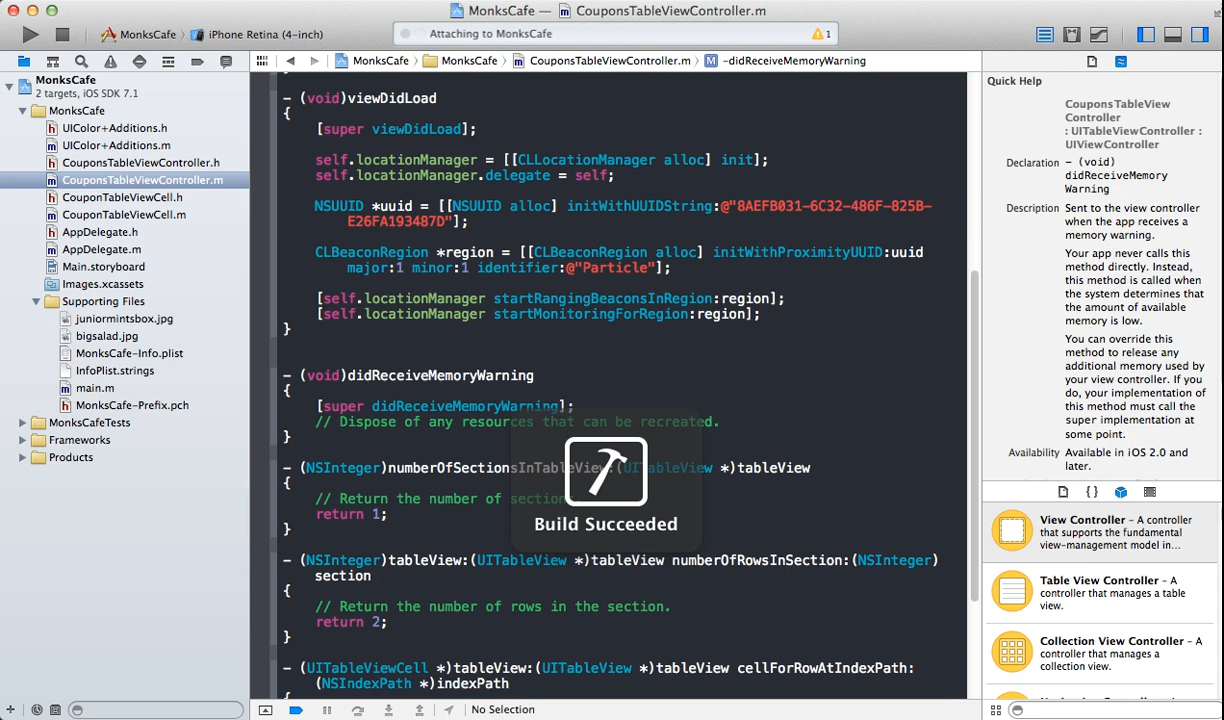 MonksCafe — CouponsTableViewController.m
MonksCafe › iPhone Retina (4-inch)
Attaching to MonksCafe
1
MonksCafe › MonksCafe › CouponsTableViewController.m › M -didReceiveMemoryWarning
MonksCafe
2 targets, iOS SDK 7.1
MonksCafe
h UIColor+Additions.h
m UIColor+Additions.m
h CouponsTableViewController.h
m CouponsTableViewController.m
h CouponTableViewCell.h
m CouponTableViewCell.m
h AppDelegate.h
m AppDelegate.m
Main.storyboard
Images.xcassets
Supporting Files
juniormintsbox.jpg
bigsalad.jpg
MonksCafe-Info.plist
InfoPlist.strings
m main.m
h MonksCafe-Prefix.pch
MonksCafeTests
Frameworks
Products
- (void)viewDidLoad
{
[super viewDidLoad];
self.locationManager = [[CLLocationManager alloc] init];
self.locationManager.delegate = self;
NSUUID *uuid = [[NSUUID alloc] initWithUUIDString:@"8AEFB031-6C32-486F-825B-
E26FA193487D"];
CLBeaconRegion *region = [[CLBeaconRegion alloc] initWithProximityUUID:uuid
major:1 minor:1 identifier:@"Particle"];
[self.locationManager startRangingBeaconsInRegion:region];
[self.locationManager startMonitoringForRegion:region];
}
- (void)didReceiveMemoryWarning
{
[super didReceiveMemoryWarning];
// Dispose of any resources that can be recreated.
}
- (NSInteger)numberOfSectionsInTableView:(UITableView *)tableView
{
// Return the number of sections.
return 1;
}
- (NSInteger)tableView:(UITableView *)tableView numberOfRowsInSection:(NSInteger)
section
{
// Return the number of rows in the section.
return 2;
}
- (UITableViewCell *)tableView:(UITableView *)tableView cellForRowAtIndexPath:
(NSIndexPath *)indexPath
{
Build Succeeded
No Selection
Quick Help
CouponsTableView
Controller
: UITableViewController :
UIViewController
Declaration - (void)
didReceiveMemory
Warning
Description Sent to the view controller
when the app receives a
memory warning.
Your app never calls this
method directly. Instead,
this method is called when
the system determines that
the amount of available
memory is low.
You can override this
method to release any
additional memory used by
your view controller. If you
do, your implementation of
this method must call the
super implementation at
some point.
Availability Available in iOS 2.0 and
later.
{ }
View Controller – A controller
that supports the fundamental
view-management model in...
Table View Controller – A
controller that manages a table
view.
Collection View Controller – A
controller that manages a
collection view.